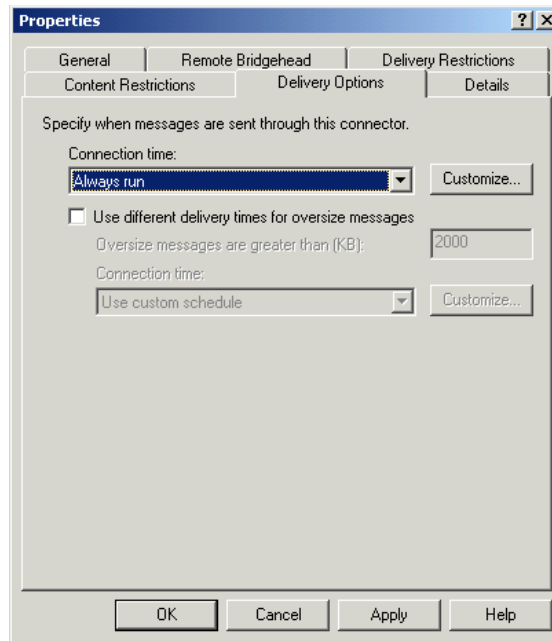 Properties
General Remote Bridgehead Delivery Restrictions
Content Restrictions Delivery Options Details
Specify when messages are sent through this connector.
Connection time:
Always run Customize...
Use different delivery times for oversize messages
Oversize messages are greater than (KB): 2000
Connection time:
Use custom schedule Customize...
OK Cancel Apply Help